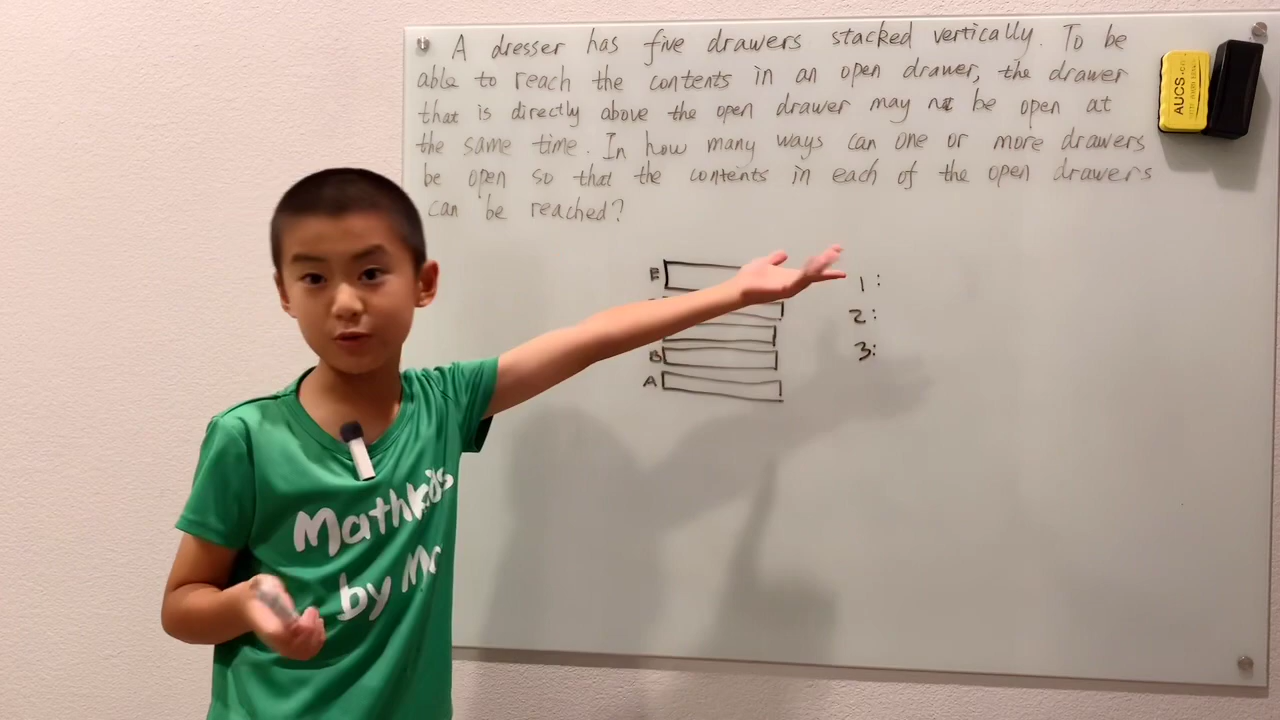 A dresser has five drawers stacked vertically. To be
able to reach the contents in an open drawer, the drawer
that is directly above the open drawer may not be open at
the same time. In how many ways can one or more drawers
be open so that the contents in each of the open drawers
can be reached?
AUCS
E
1:
2:
3:
B
A
Mathkids
by Mr